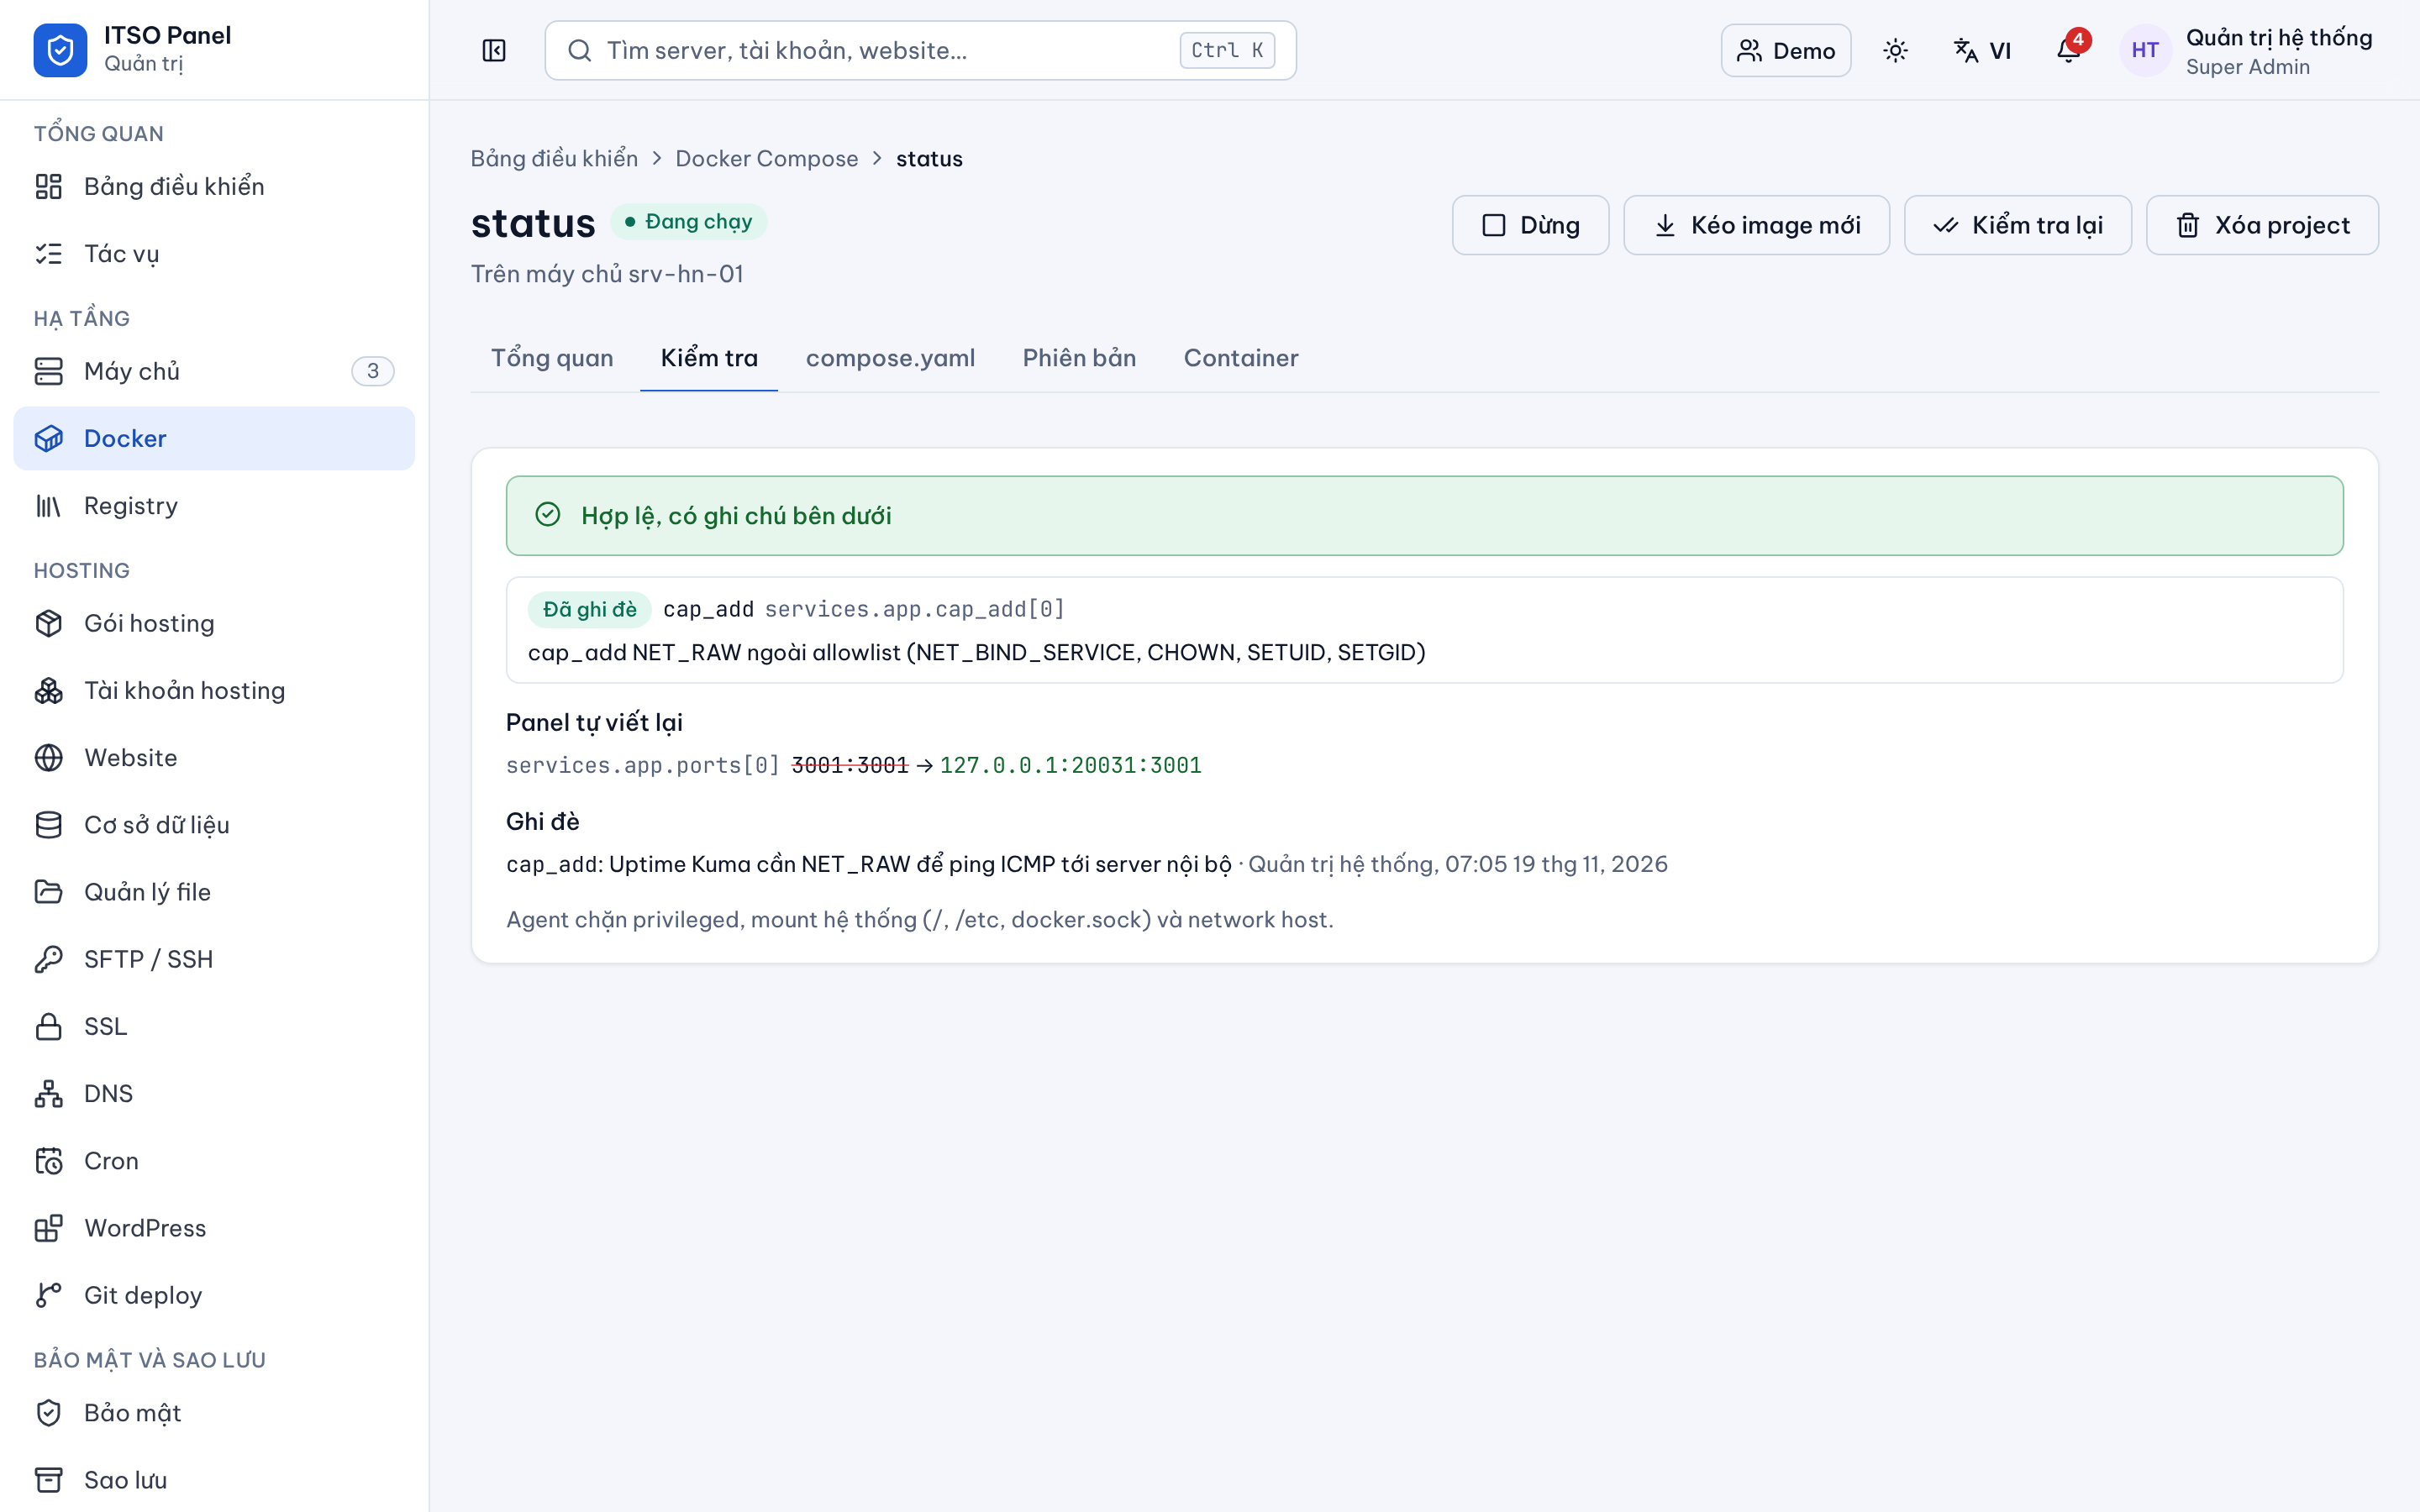 ITSO Panel
Quản trị
Tìm server, tài khoản, website...
Ctrl K
Demo
VI
4
HT
Quản trị hệ thống
Super Admin
TỔNG QUAN
Bảng điều khiển
Tác vụ
HẠ TẦNG
Máy chủ
3
Docker
Registry
HOSTING
Gói hosting
Tài khoản hosting
Website
Cơ sở dữ liệu
Quản lý file
SFTP / SSH
SSL
DNS
Cron
WordPress
Git deploy
BẢO MẬT VÀ SAO LƯU
Bảo mật
Sao lưu
Bảng điều khiển > Docker Compose > status
status
Đang chạy
Trên máy chủ srv-hn-01
Dừng
Kéo image mới
Kiểm tra lại
Xóa project
Tổng quan
Kiểm tra
compose.yaml
Phiên bản
Container
Hợp lệ, có ghi chú bên dưới
Đã ghi đè cap_add services.app.cap_add[0]
cap_add NET_RAW ngoài allowlist (NET_BIND_SERVICE, CHOWN, SETUID, SETGID)
Panel tự viết lại
services.app.ports[0] 3001:3001 → 127.0.0.1:20031:3001
Ghi đè
cap_add: Uptime Kuma cần NET_RAW để ping ICMP tới server nội bộ · Quản trị hệ thống, 07:05 19 thg 11, 2026
Agent chặn privileged, mount hệ thống (/, /etc, docker.sock) và network host.